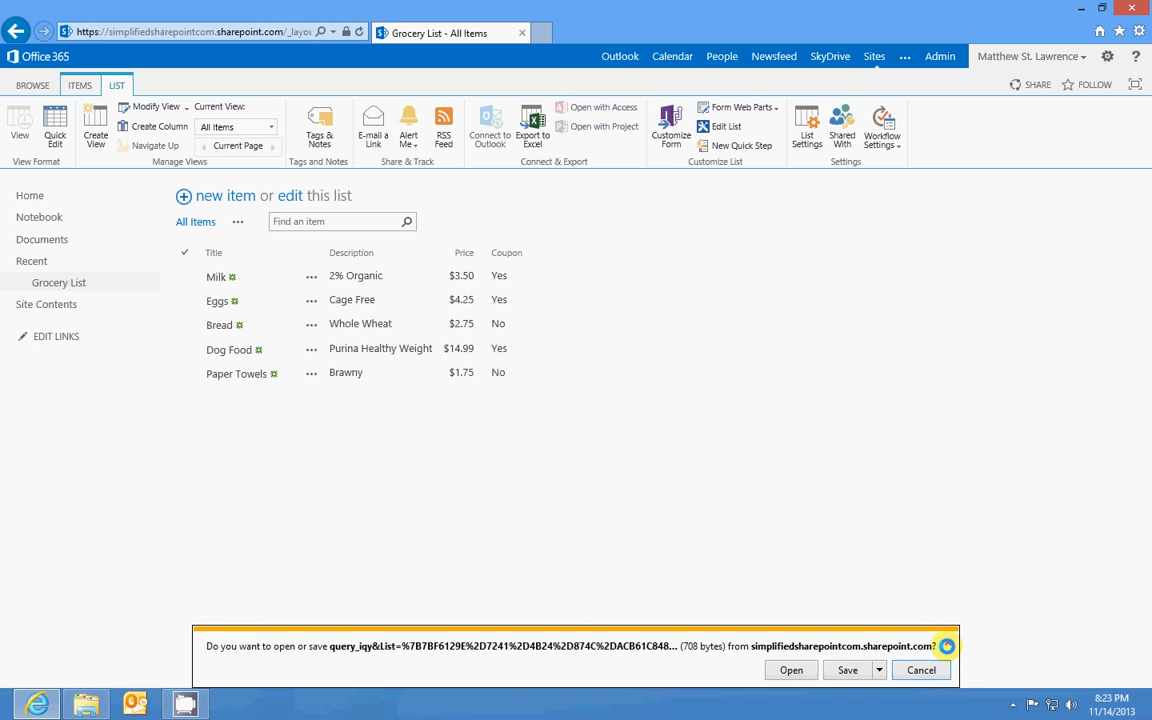 https://simplifiedsharepointcom.sharepoint.com/_layou
Grocery List - All Items
Office 365
Outlook Calendar People Newsfeed SkyDrive Sites ... Admin Matthew St. Lawrence ?
BROWSE ITEMS LIST SHARE FOLLOW
View
Quick Edit
View Format
Create View
Modify View
Create Column
Navigate Up
Current View:
All Items
Current Page
Manage Views
Tags & Notes
Tags and Notes
E-mail a Link
Alert Me
RSS Feed
Share & Track
Connect to Outlook
Export to Excel
Open with Access
Open with Project
Connect & Export
Customize Form
Form Web Parts
Edit List
New Quick Step
Customize List
List Settings
Shared With
Workflow Settings
Settings
Home
Notebook
Documents
Recent
Grocery List
Site Contents
EDIT LINKS
new item or edit this list
All Items ... Find an item
Title Description Price Coupon
Milk ... 2% Organic $3.50 Yes
Eggs ... Cage Free $4.25 Yes
Bread ... Whole Wheat $2.75 No
Dog Food ... Purina Healthy Weight $14.99 Yes
Paper Towels ... Brawny $1.75 No
Do you want to open or save query_iqy&List=%7B7BF6129E%2D7241%2D4B24%2D874C%2DACB61C848... (708 bytes) from simplifiedsharepointcom.sharepoint.com?
Open Save Cancel
8:23 PM
11/14/2013